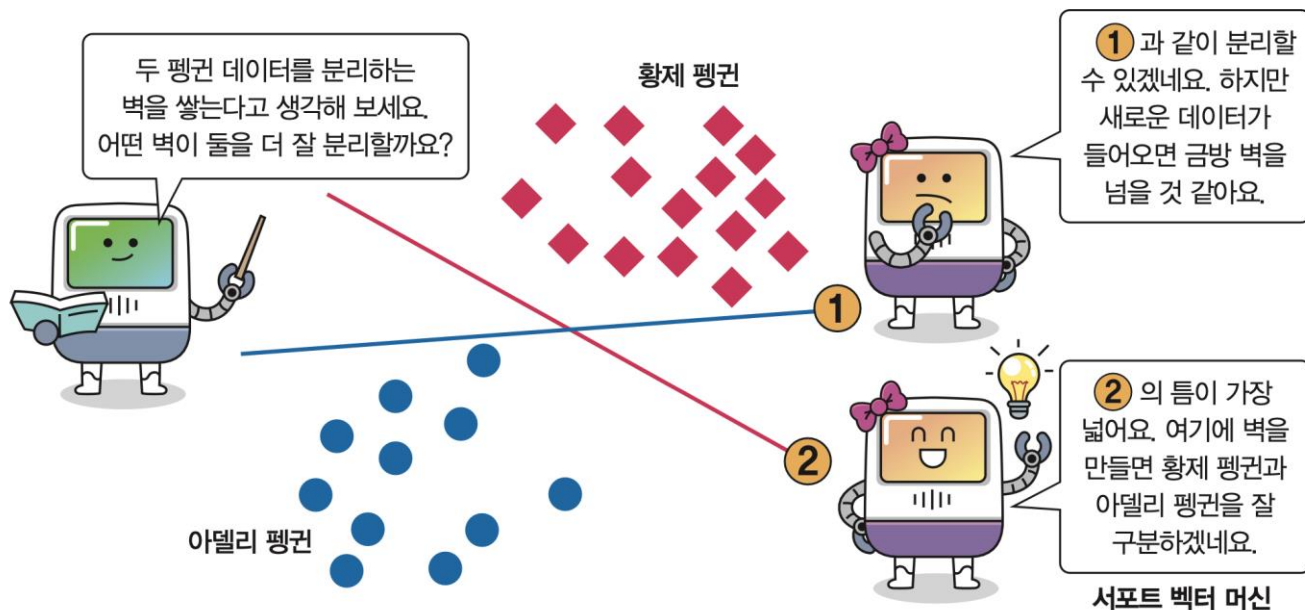 두 펭귄 데이터를 분리하는
벽을 쌓는다고 생각해 보세요.
어떤 벽이 둘을 더 잘 분리할까요?
황제 펭귄
1 과 같이 분리할
수 있겠네요. 하지만
새로운 데이터가
들어오면 금방 벽을
넘을 것 같아요.
1
2
2 의 틈이 가장
넓어요. 여기에 벽을
만들면 황제 펭귄과
아델리 펭귄을 잘
구분하겠네요.
아델리 펭귄
서포트 벡터 머신